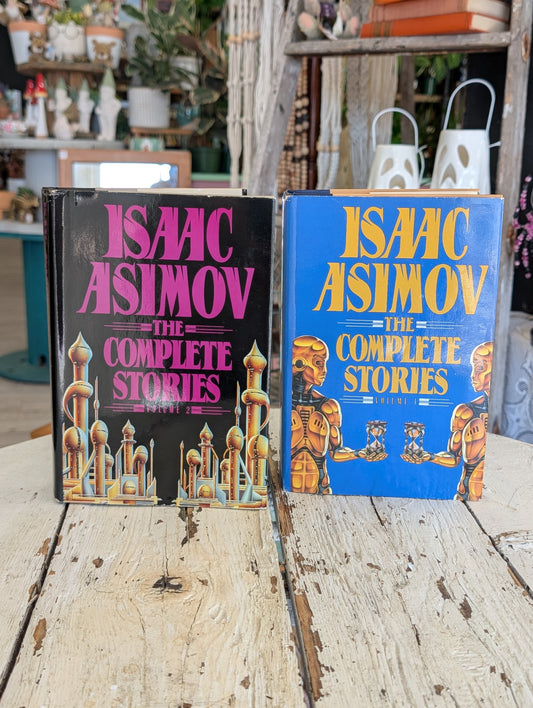 ISAAC
ASIMOV
THE
COMPLETE
STORIES
VOLUME 2
ISAAC
ASIMOV
THE
COMPLETE
STORIES
VOLUME 1